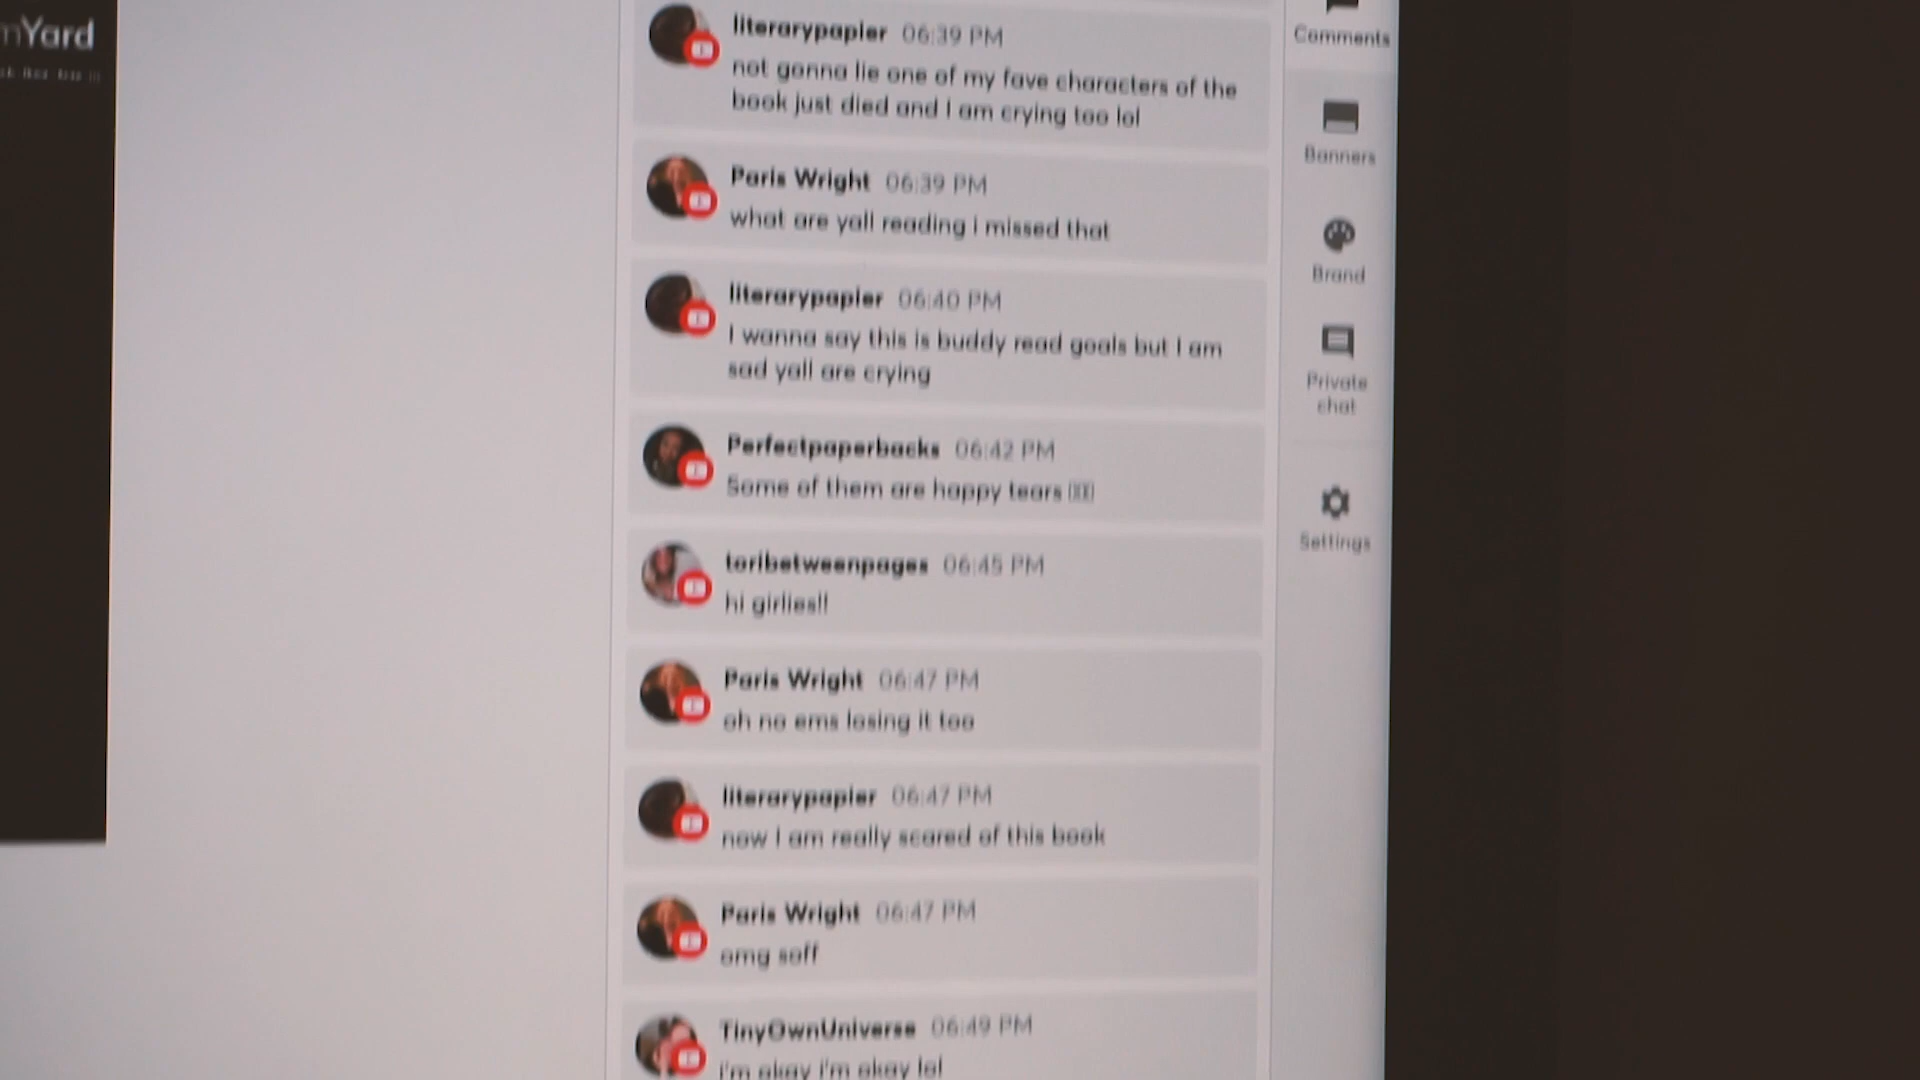 mYard
literarypapier 06:39 PM
Comments
not gonna lie one of my fave characters of the
book just died and I am crying too lol
Banners
Paris Wright 06:39 PM
what are yall reading i missed that
Brand
literarypapier 06:40 PM
I wanna say this is buddy read goals but I am
sad yall are crying
Private
chat
Perfectpaperbacks 06:42 PM
Some of them are happy tears
Settings
toribetweenpages 06:45 PM
hi girlies!!
Paris Wright 06:47 PM
oh no ems losing it too
literarypapier 06:47 PM
now i am really scared of this book
Paris Wright 06:47 PM
omg soff
TinyOwnUniverse 06:49 PM
i'm okay i'm okay lol